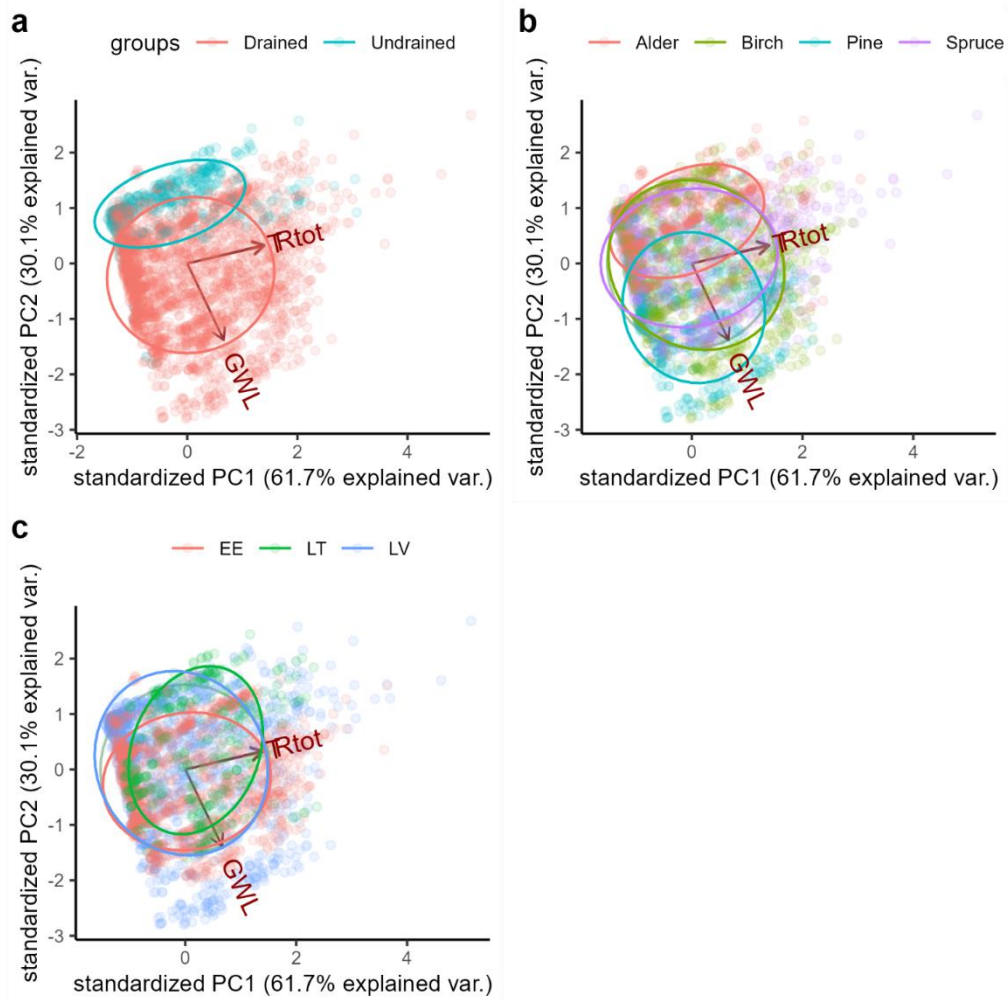 a
groups Drained Undrained
standardized PC2 (30.1% explained var.)
2
1
0
-1
-2
-3
TRtot
GWL
-2 0 2 4
standardized PC1 (61.7% explained var.)
b
Alder Birch Pine Spruce
standardized PC2 (30.1% explained var.)
2
1
0
-1
-2
-3
TRtot
GWL
0 2 4
standardized PC1 (61.7% explained var.)
c
EE LT LV
standardized PC2 (30.1% explained var.)
2
1
0
-1
-2
-3
TRtot
GWL
0 2 4
standardized PC1 (61.7% explained var.)